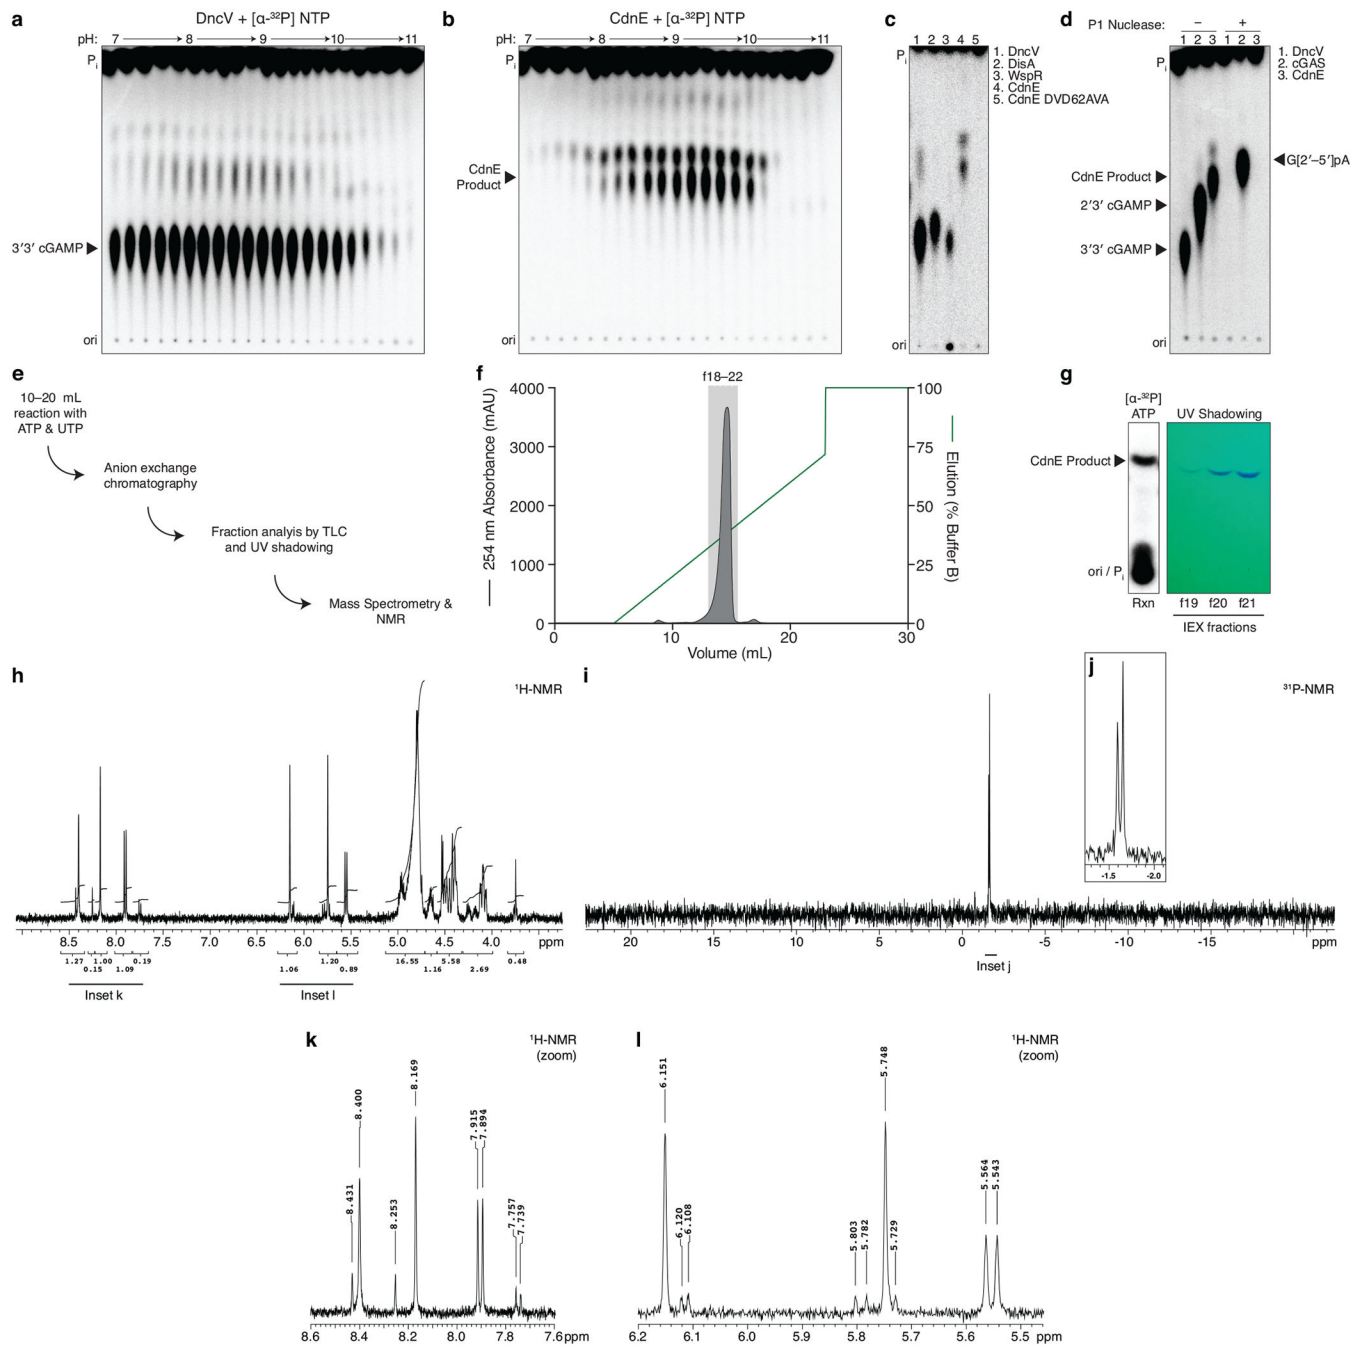 a
DncV + [α-³²P] NTP
pH: 7 8 9 10 11
Pi
3′3′ cGAMP
ori
b
CdnE + [α-³²P] NTP
pH: 7 8 9 10 11
Pi
CdnE
Product
ori
c
1 2 3 4 5
Pi
1. DncV
2. DisA
3. WspR
4. CdnE
5. CdnE DVD62AVA
ori
d
P1 Nuclease: – +
1 2 3 1 2 3
Pi
1. DncV
2. cGAS
3. CdnE
G[2′–5′]pA
CdnE Product
2′3′ cGAMP
3′3′ cGAMP
ori
e
10–20 mL
reaction with
ATP & UTP
Anion exchange
chromatography
Fraction analyis by TLC
and UV shadowing
Mass Spectrometry &
NMR
f
f18–22
254 nm Absorbance (mAU)
4000
3000
2000
1000
0
0 10 20 30
Volume (mL)
100
75
50
25
0
Elution (% Buffer B)
g
[α-³²P]
ATP
UV Shadowing
CdnE Product
ori / Pi
Rxn
f19 f20 f21
IEX fractions
h
¹H-NMR
8.5 8.0 7.5 7.0 6.5 6.0 5.5 5.0 4.5 4.0 ppm
1.27 1.00 0.19 1.20 16.55 5.58 0.48
0.15 1.09 1.06 0.89 1.16 2.69
Inset k
Inset l
i
³¹P-NMR
20 15 10 5 0 -5 -10 -15 ppm
Inset j
j
-1.5 -2.0
k
¹H-NMR
(zoom)
8.431
8.400
8.253
8.169
7.915
7.894
7.757
7.739
8.6 8.4 8.2 8.0 7.8 7.6 ppm
l
¹H-NMR
(zoom)
6.151
6.120
6.108
5.803
5.782
5.748
5.729
5.564
5.543
6.2 6.1 6.0 5.9 5.8 5.7 5.6 5.5 ppm